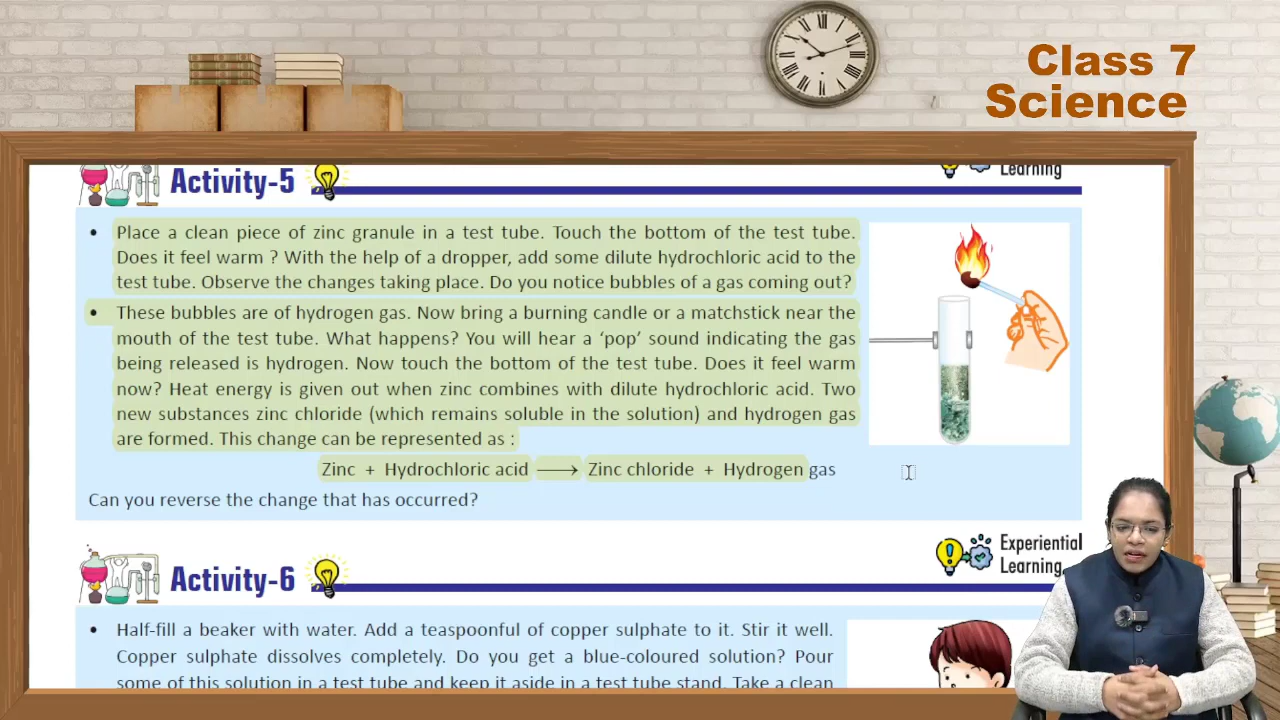 Class 7
Science
Activity-5
Learning
• Place a clean piece of zinc granule in a test tube. Touch the bottom of the test tube.
Does it feel warm ? With the help of a dropper, add some dilute hydrochloric acid to the
test tube. Observe the changes taking place. Do you notice bubbles of a gas coming out?
• These bubbles are of hydrogen gas. Now bring a burning candle or a matchstick near the
mouth of the test tube. What happens? You will hear a ‘pop’ sound indicating the gas
being released is hydrogen. Now touch the bottom of the test tube. Does it feel warm
now? Heat energy is given out when zinc combines with dilute hydrochloric acid. Two
new substances zinc chloride (which remains soluble in the solution) and hydrogen gas
are formed. This change can be represented as :
Zinc + Hydrochloric acid ⟶ Zinc chloride + Hydrogen gas
Can you reverse the change that has occurred?
Experiential
Learning
Activity-6
• Half-fill a beaker with water. Add a teaspoonful of copper sulphate to it. Stir it well.
Copper sulphate dissolves completely. Do you get a blue-coloured solution? Pour
some of this solution in a test tube and keep it aside in a test tube stand. Take a clean